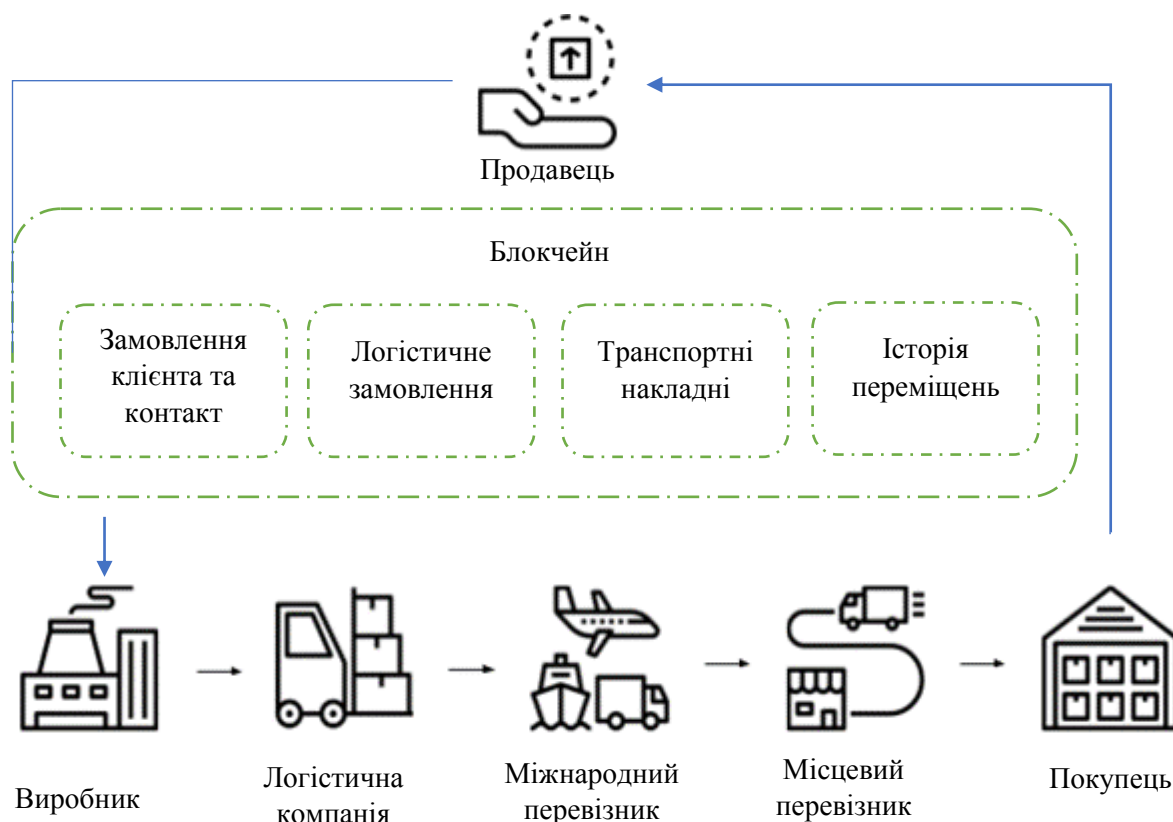 Продавець
Блокчейн
Замовлення
клієнта та
контакт
Логістичне
замовлення
Транспортні
накладні
Історія
переміщень
Виробник
Логістична
компанія
Міжнародний
перевізник
Місцевий
перевізник
Покупець